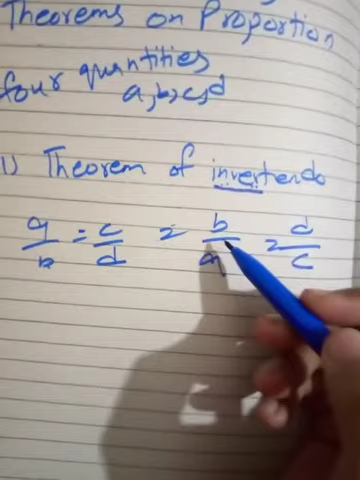 Theorems on Proportion
four quantities
a, b, c, d
1) Theorem of invertendo
a/b = c/d = b/a = d/c